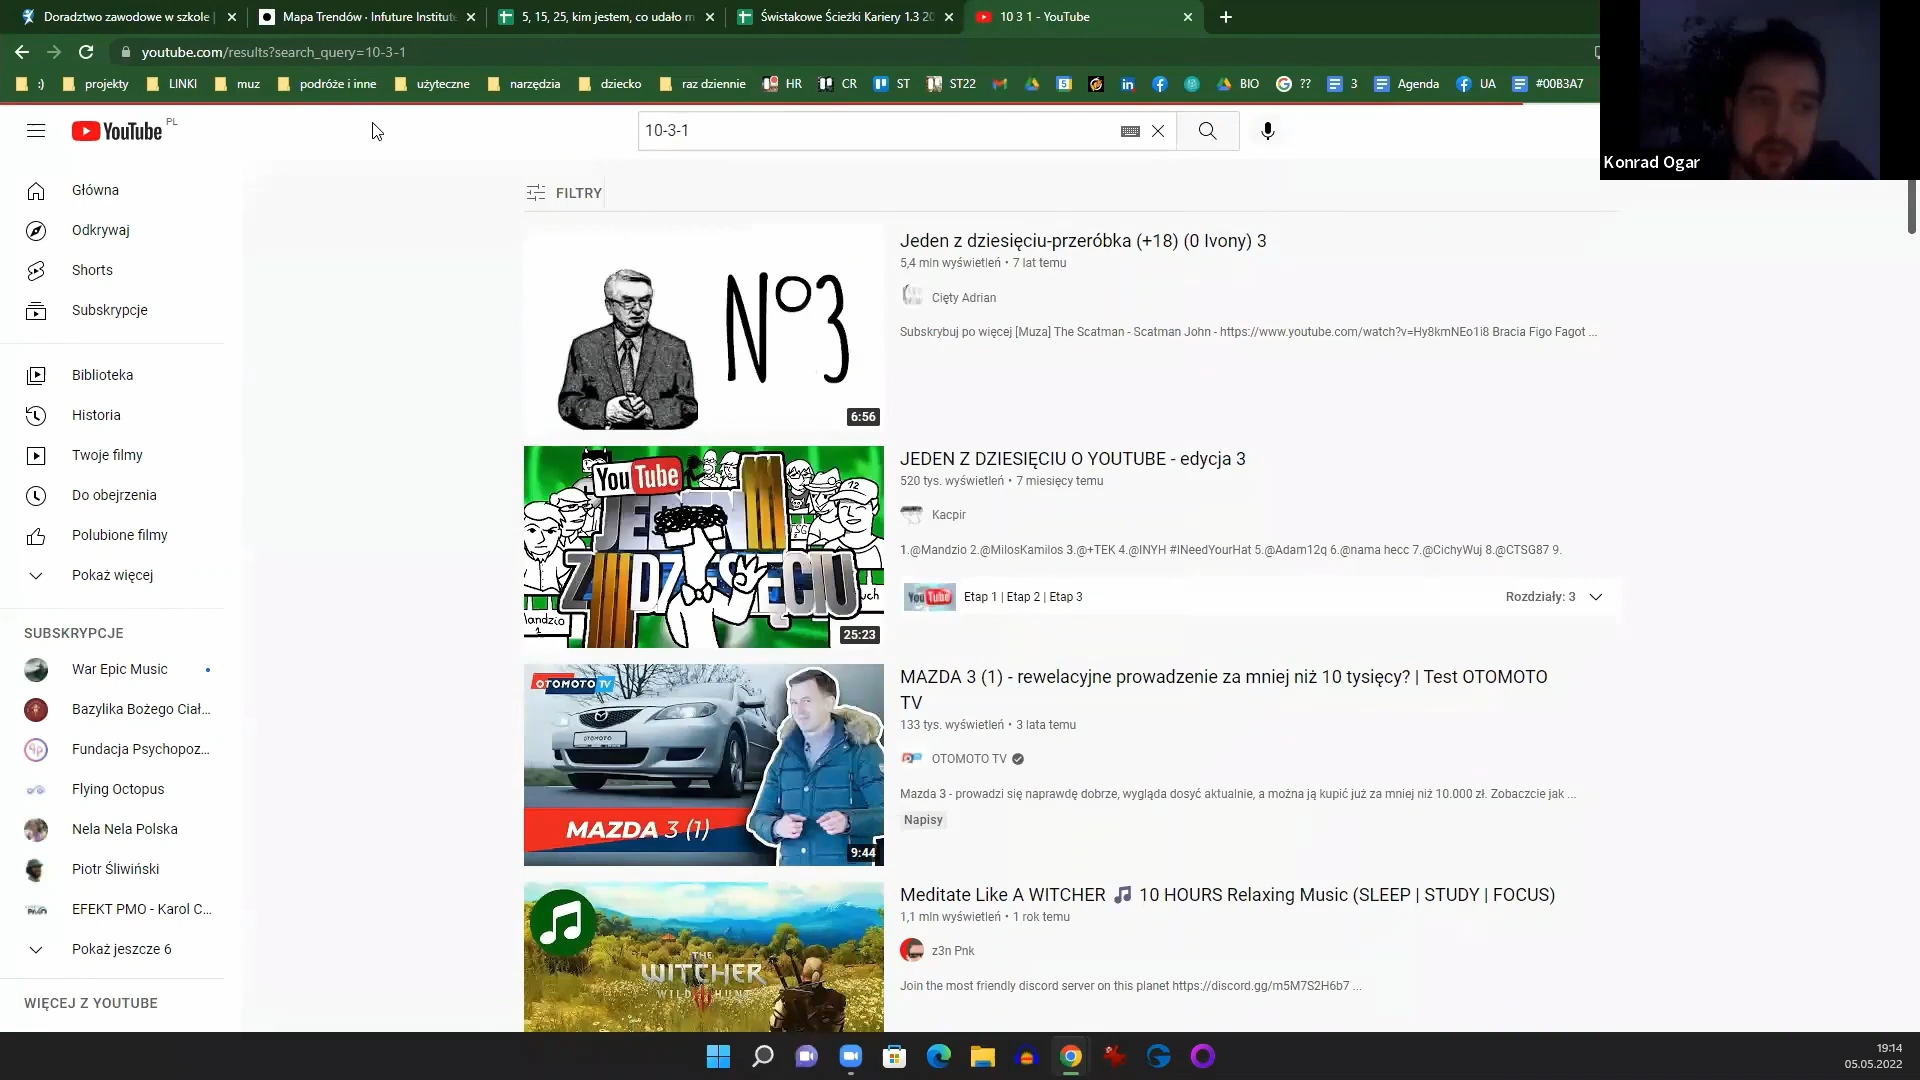 Doradztwo zawodowe w szkole |
Mapa Trendów · Infuture Institute
5, 15, 25, kim jestem, co udało m
Świstakowe Ścieżki Kariery 1.3 20
10 3 1 - YouTube
youtube.com/results?search_query=10-3-1
:)
projekty
LINKI
muz
podróże i inne
użyteczne
narzędzia
dziecko
raz dziennie
HR
CR
ST
ST22
BIO
??
3
Agenda
UA
#00B3A7
YouTube PL
10-3-1
Konrad Ogar
Główna
Odkrywaj
Shorts
Subskrypcje
Biblioteka
Historia
Twoje filmy
Do obejrzenia
Polubione filmy
Pokaż więcej
SUBSKRYPCJE
War Epic Music
Bazylika Bożego Ciał...
Fundacja Psychopoz...
Flying Octopus
Nela Nela Polska
Piotr Śliwiński
EFEKT PMO - Karol C...
Pokaż jeszcze 6
WIĘCEJ Z YOUTUBE
FILTRY
Nº3
6:56
Jeden z dziesięciu-przeróbka (+18) (0 Ivony) 3
5,4 mln wyświetleń • 7 lat temu
Cięty Adrian
Subskrybuj po więcej [Muza] The Scatman - Scatman John - https://www.youtube.com/watch?v=Hy8kmNEo1i8 Bracia Figo Fagot ...
YouTube
JEDEN
Z DZIESIĘCIU
12
1
25:23
JEDEN Z DZIESIĘCIU O YOUTUBE - edycja 3
520 tys. wyświetleń • 7 miesięcy temu
Kacpir
1.@Mandzio 2.@MilosKamilos 3.@+TEK 4.@INYH #INeedYourHat 5.@Adam12q 6.@nama hecc 7.@CichyWuj 8.@CTSG87 9.
YouTube
Etap 1 | Etap 2 | Etap 3
Rozdziały: 3
OTOMOTO TV
OTOMOTO
MAZDA 3 (1)
9:44
MAZDA 3 (1) - rewelacyjne prowadzenie za mniej niż 10 tysięcy? | Test OTOMOTO
TV
133 tys. wyświetleń • 3 lata temu
OTOMOTO TV
Mazda 3 - prowadzi się naprawdę dobrze, wygląda dosyć aktualnie, a można ją kupić już za mniej niż 10.000 zł. Zobaczcie jak ...
Napisy
THE
WITCHER
WILD HUNT
Meditate Like A WITCHER 🎵 10 HOURS Relaxing Music (SLEEP | STUDY | FOCUS)
1,1 mln wyświetleń • 1 rok temu
z3n Pnk
Join the most friendly discord server on this planet https://discord.gg/m5M7S2H6b7 ...
19:14
05.05.2022